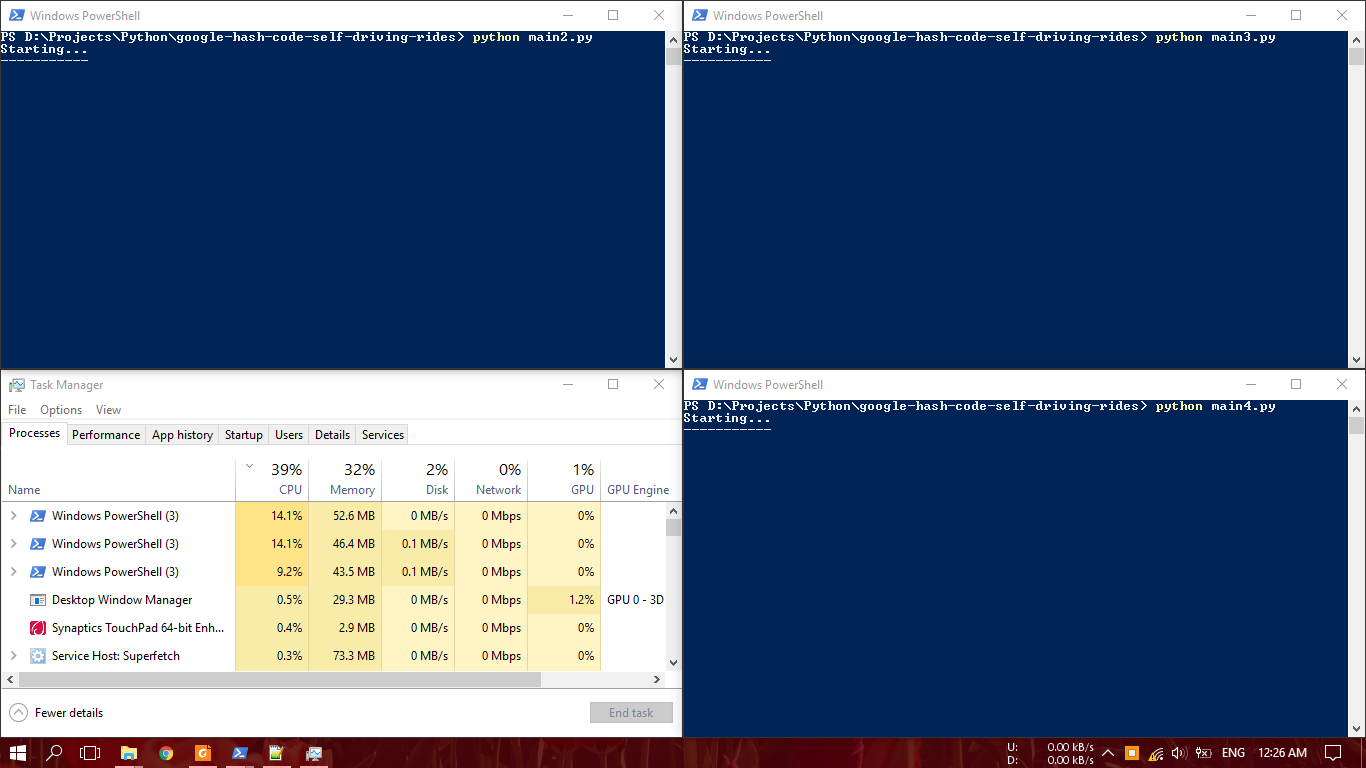 Windows PowerShell
PS D:\Projects\Python\google-hash-code-self-driving-rides> python main2.py
Starting...
-----------
Windows PowerShell
PS D:\Projects\Python\google-hash-code-self-driving-rides> python main3.py
Starting...
-----------
Task Manager
File Options View
Processes Performance App history Startup Users Details Services
39% 32% 2% 0% 1%
Name CPU Memory Disk Network GPU GPU Engine
Windows PowerShell (3) 14.1% 52.6 MB 0 MB/s 0 Mbps 0%
Windows PowerShell (3) 14.1% 46.4 MB 0.1 MB/s 0 Mbps 0%
Windows PowerShell (3) 9.2% 43.5 MB 0.1 MB/s 0 Mbps 0%
Desktop Window Manager 0.5% 29.3 MB 0 MB/s 0 Mbps 1.2% GPU 0 - 3D
Synaptics TouchPad 64-bit Enh... 0.4% 2.9 MB 0 MB/s 0 Mbps 0%
Service Host: Superfetch 0.3% 73.3 MB 0 MB/s 0 Mbps 0%
Fewer details End task
Windows PowerShell
PS D:\Projects\Python\google-hash-code-self-driving-rides> python main4.py
Starting...
-----------
U: 0.00 kB/s
D: 0.00 kB/s
ENG 12:26 AM